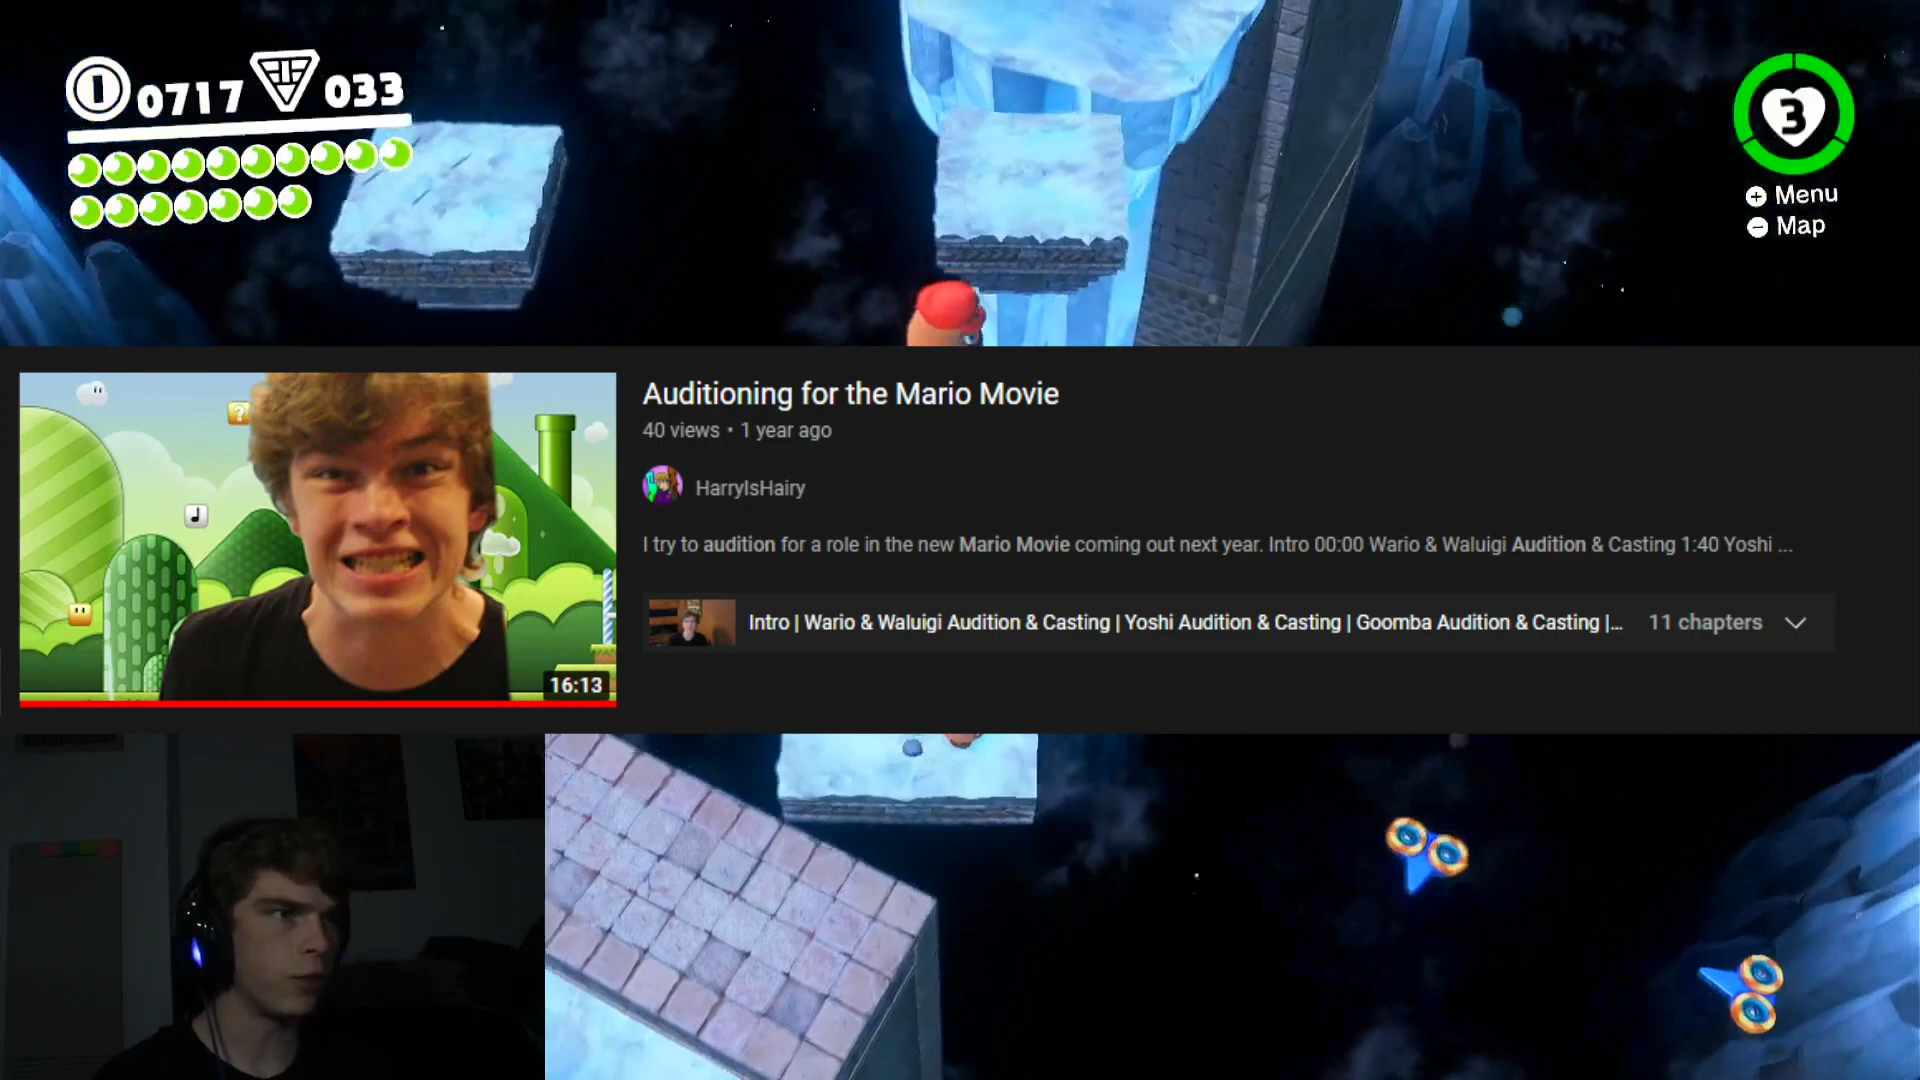 0717 033
3
Menu
Map
Auditioning for the Mario Movie
40 views • 1 year ago
HarryIsHairy
I try to audition for a role in the new Mario Movie coming out next year. Intro 00:00 Wario & Waluigi Audition & Casting 1:40 Yoshi ...
16:13
Intro | Wario & Waluigi Audition & Casting | Yoshi Audition & Casting | Goomba Audition & Casting |... 11 chapters